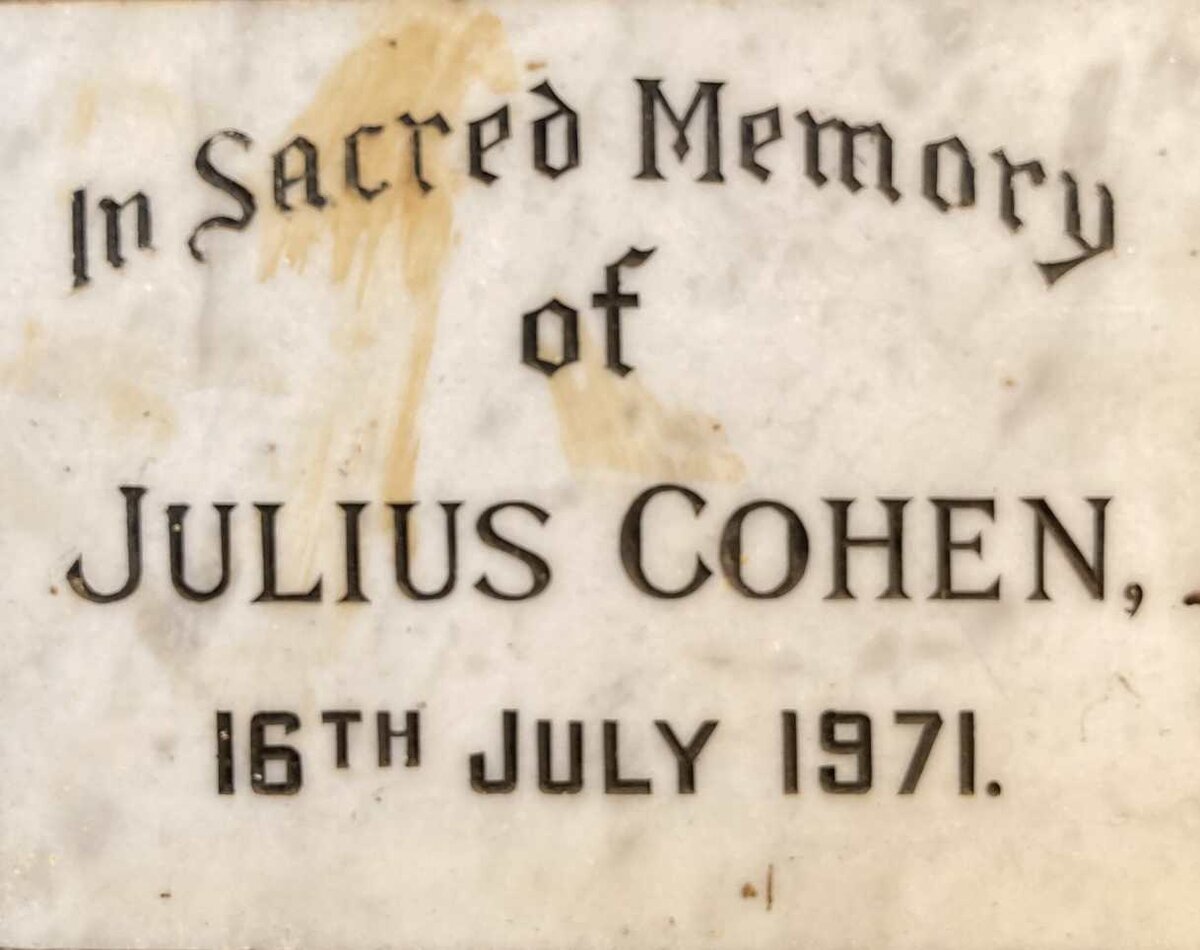 In Sacred Memory
of
JULIUS COHEN,
16TH JULY 1971.